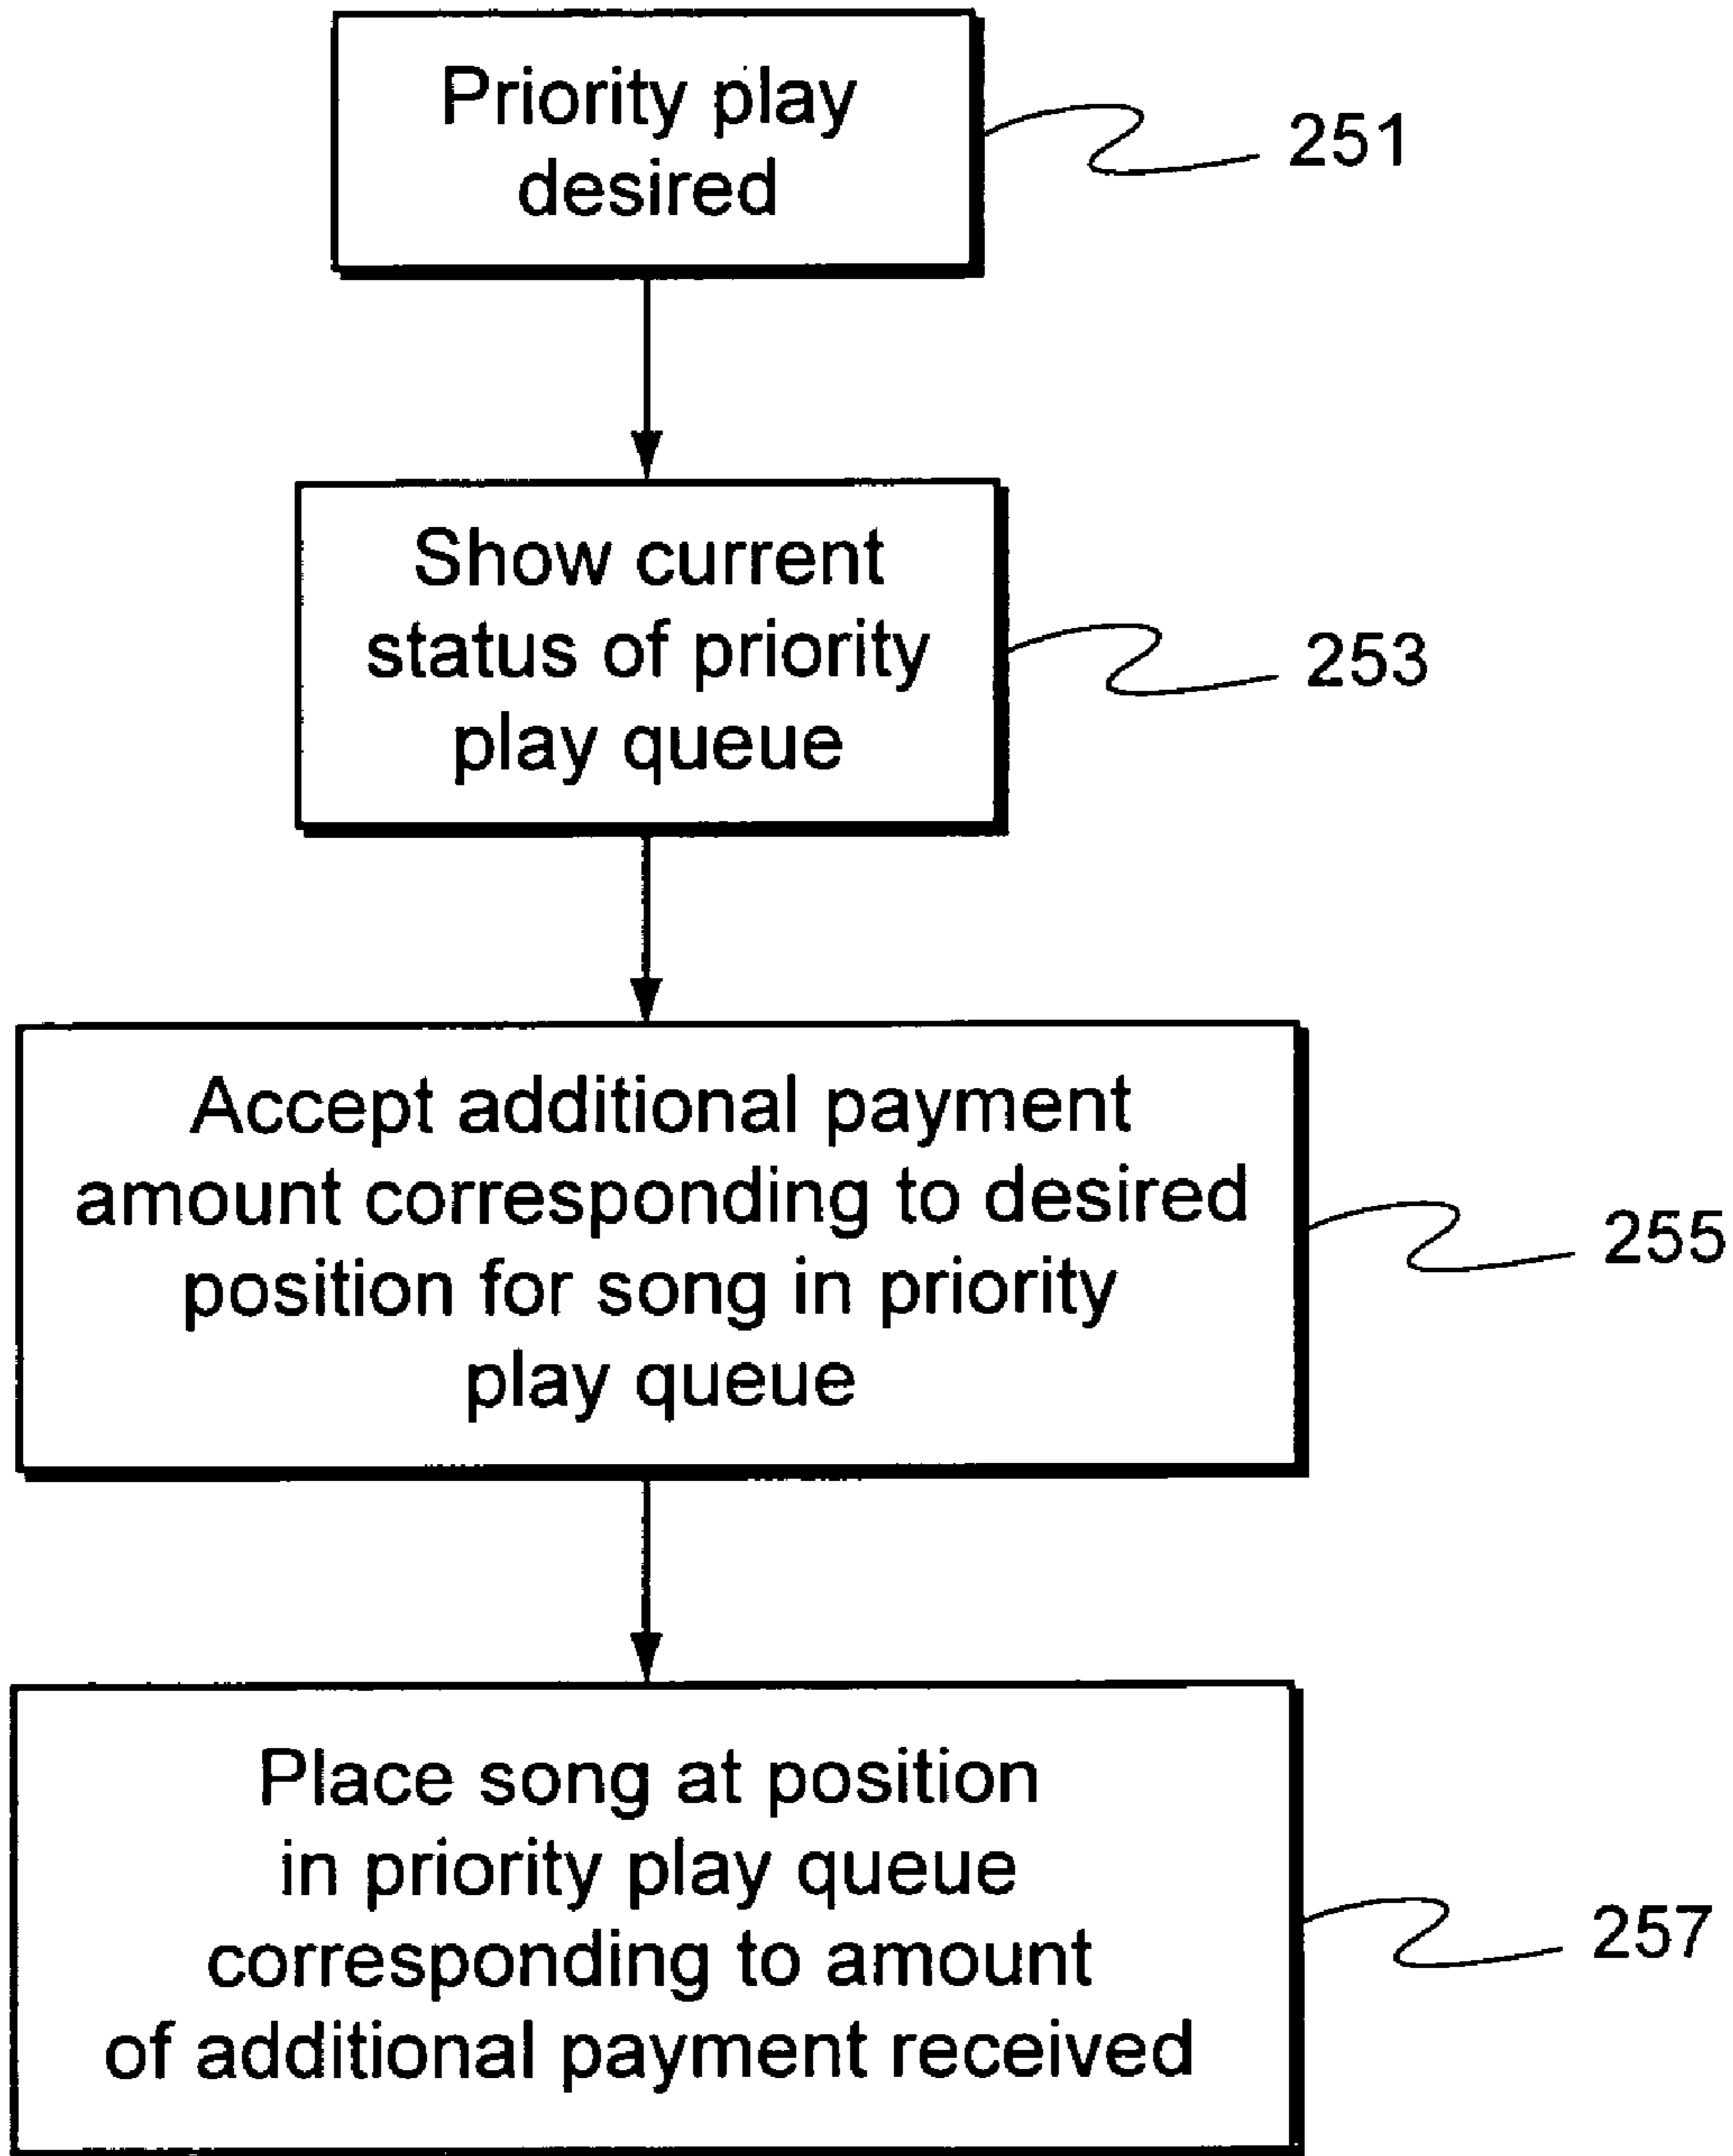 Priority play
desired
251
Show current
status of priority
play queue
253
Accept additional payment
amount corresponding to desired
position for song in priority
play queue
255
Place song at position
in priority play queue
corresponding to amount
of additional payment received
257